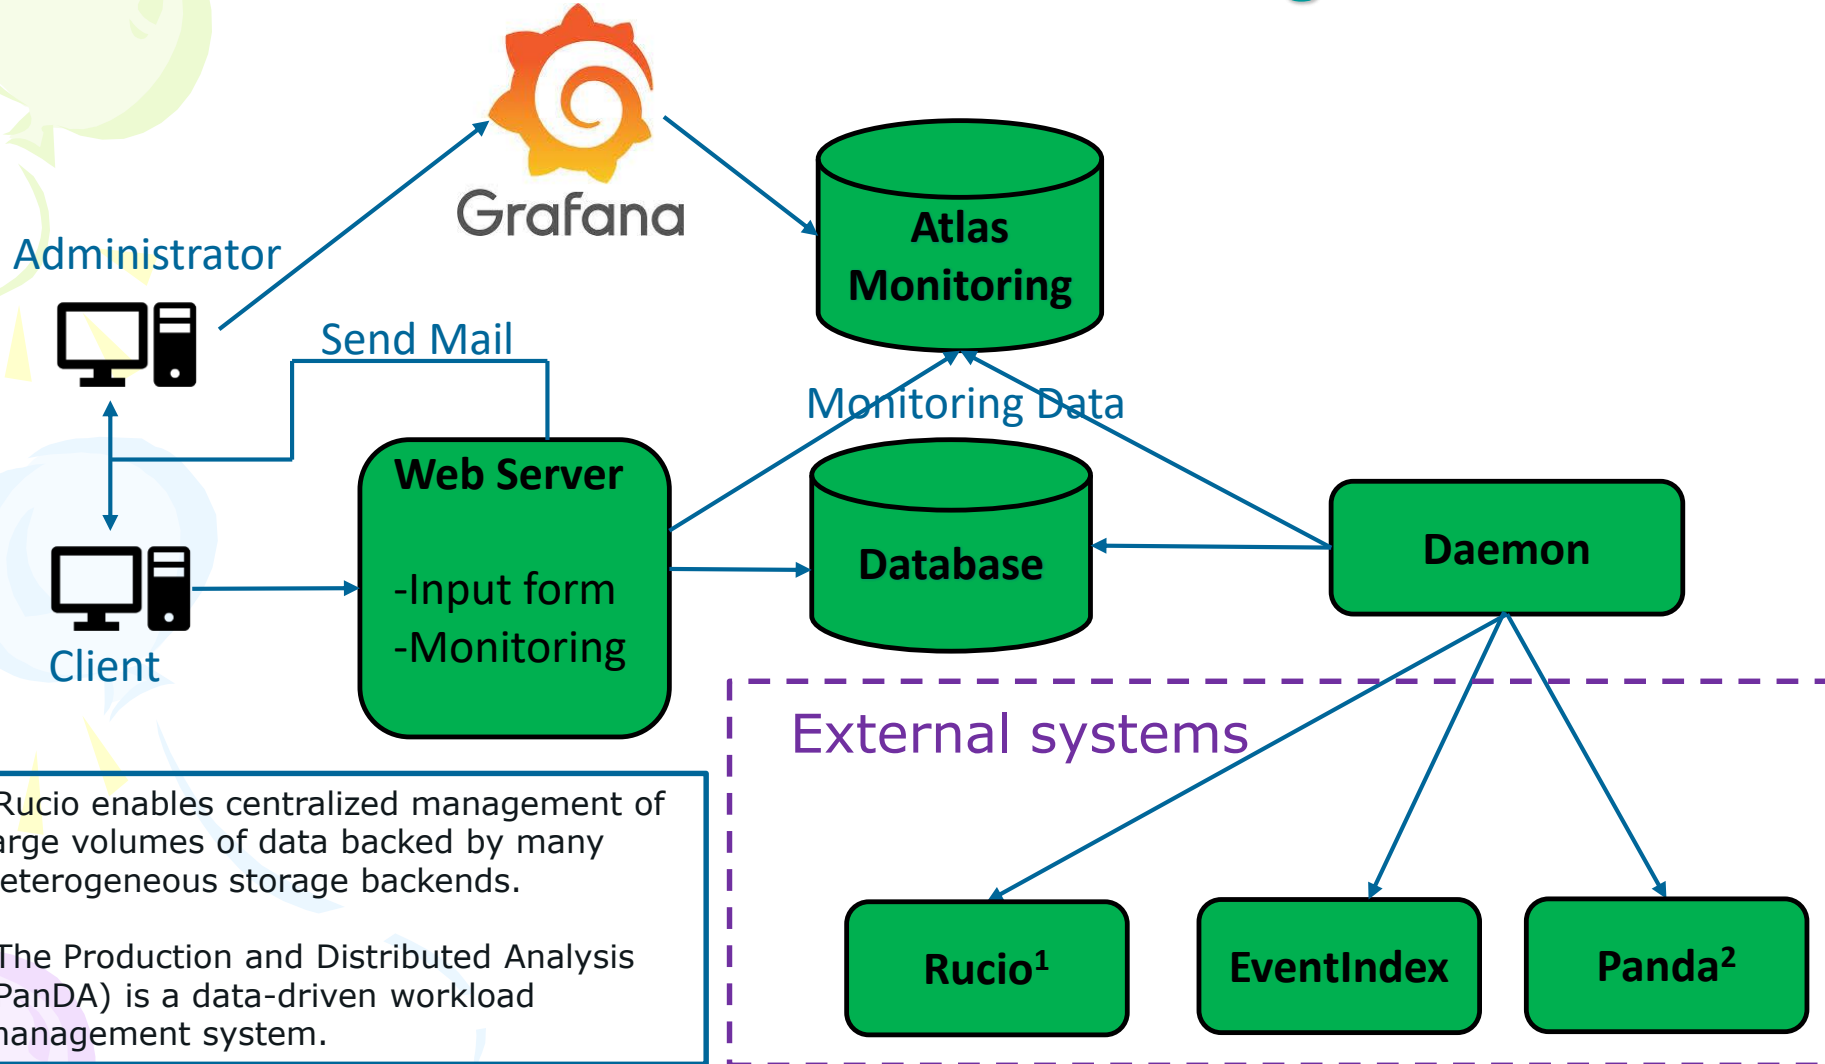 Grafana
Administrator
Send Mail
Atlas
Monitoring
Monitoring Data
Web Server
-Input form
-Monitoring
Database
Daemon
Client
External systems
Rucio enables centralized management of
arge volumes of data backed by many
eterogeneous storage backends.
The Production and Distributed Analysis
PanDA) is a data-driven workload
anagement system.
Rucio¹
EventIndex
Panda²